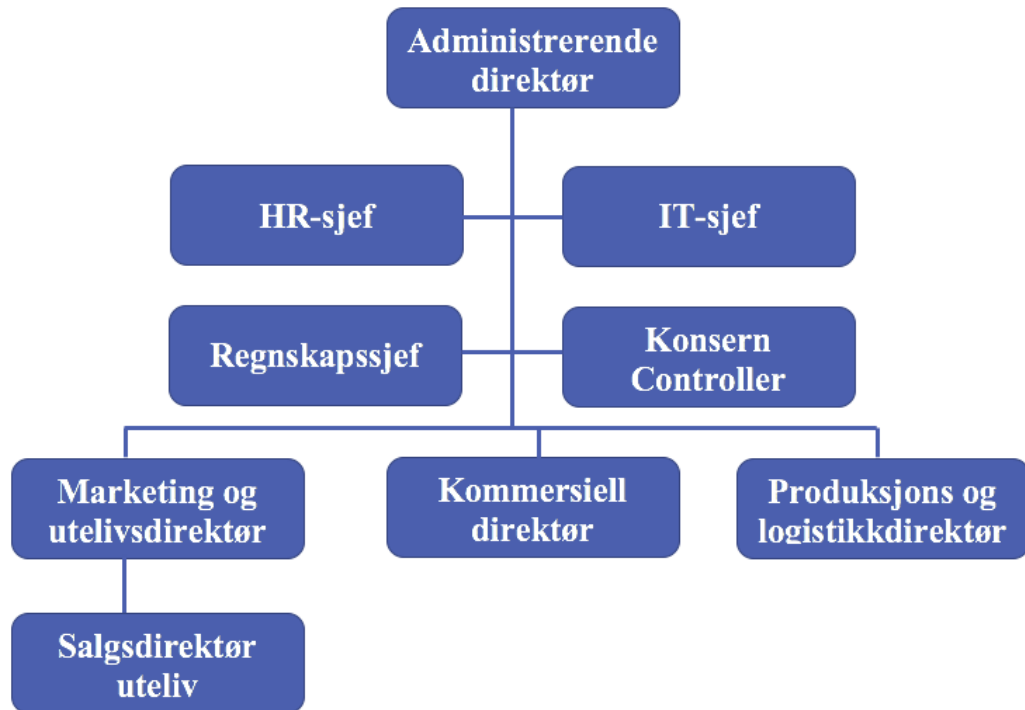 Administrerende
direktør
HR-sjef
IT-sjef
Regnskapssjef
Konsern
Controller
Marketing og
utelivsdirektør
Kommersiell
direktør
Produksjons og
logistikkdirektør
Salgsdirektør
uteliv